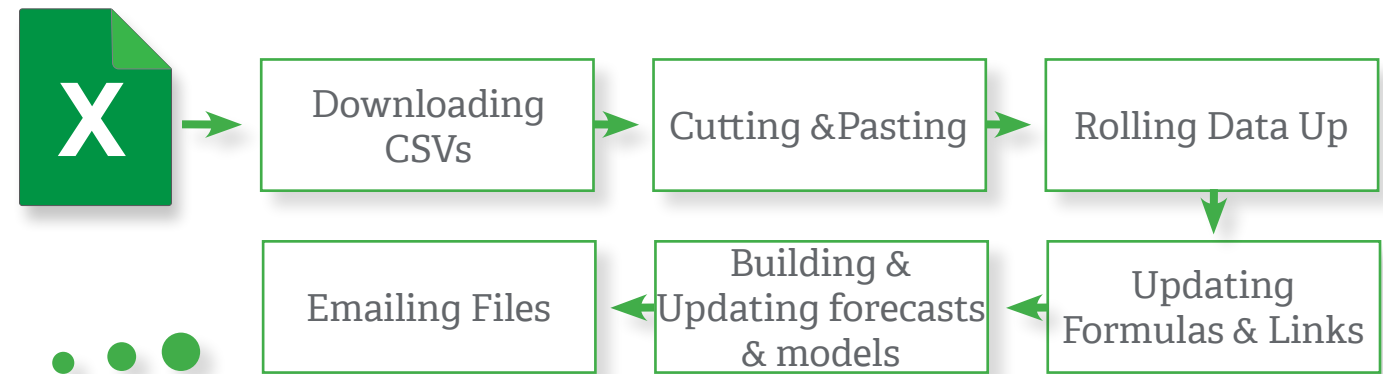 X
Downloading
CSVs
Cutting &Pasting
Rolling Data Up
Updating
Formulas & Links
Building &
Updating forecasts
& models
Emailing Files